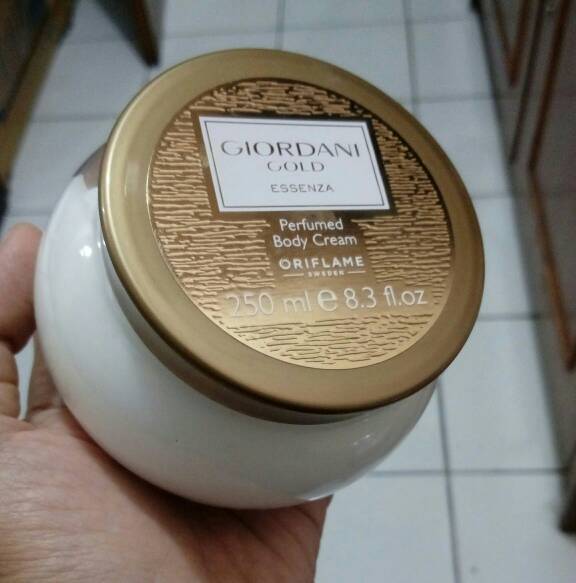 GIORDANI
GOLD
ESSENZA
Perfumed
Body Cream
ORIFLAME
SWEDEN
250 ml ℮ 8.3 fl.oz